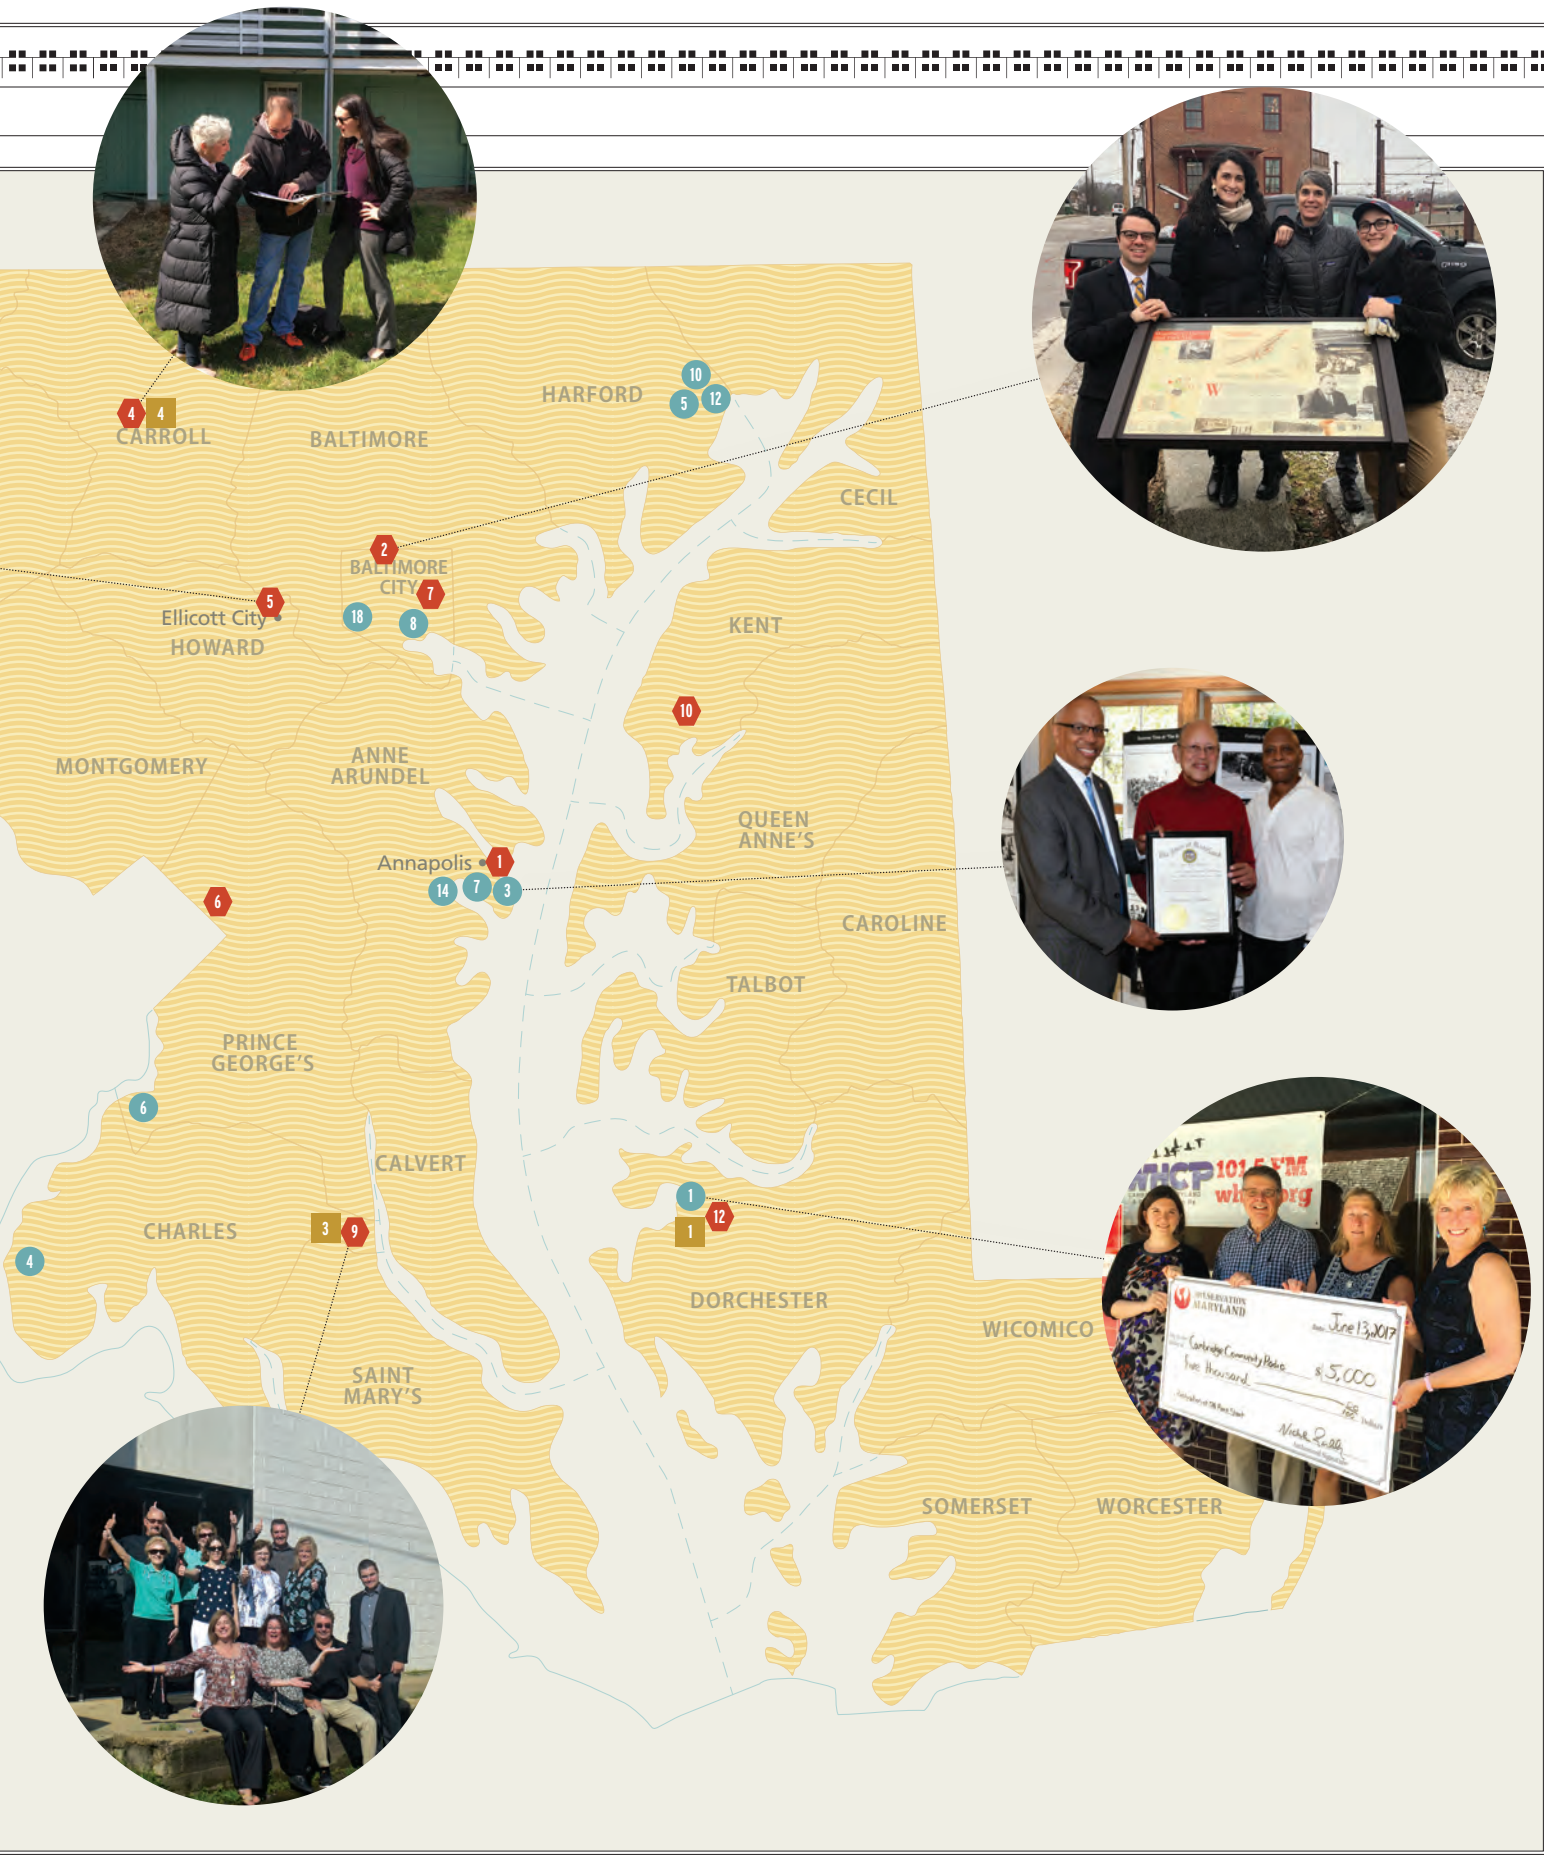 HARFORD
10
5
12
4
4
CARROLL
BALTIMORE
CECIL
2
BALTIMORE
CITY
7
5
Ellicott City
18
8
HOWARD
KENT
10
MONTGOMERY
ANNE
ARUNDEL
QUEEN
ANNE'S
Annapolis
1
14
7
3
6
CAROLINE
TALBOT
PRINCE
GEORGE'S
6
CALVERT
1
12
1
3
9
CHARLES
4
DORCHESTER
WICOMICO
SAINT
MARY'S
SOMERSET
WORCESTER
W
WHCP
101.5 FM
PRESERVATION
MARYLAND
June 13, 2017
Cambridge Community Radio
$ 5,000
five thousand
Dollars